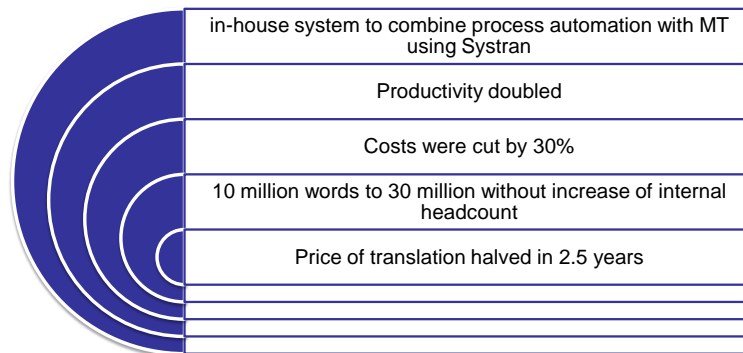 in-house system to combine process automation with MT
using Systran
Productivity doubled
Costs were cut by 30%
10 million words to 30 million without increase of internal
headcount
Price of translation halved in 2.5 years